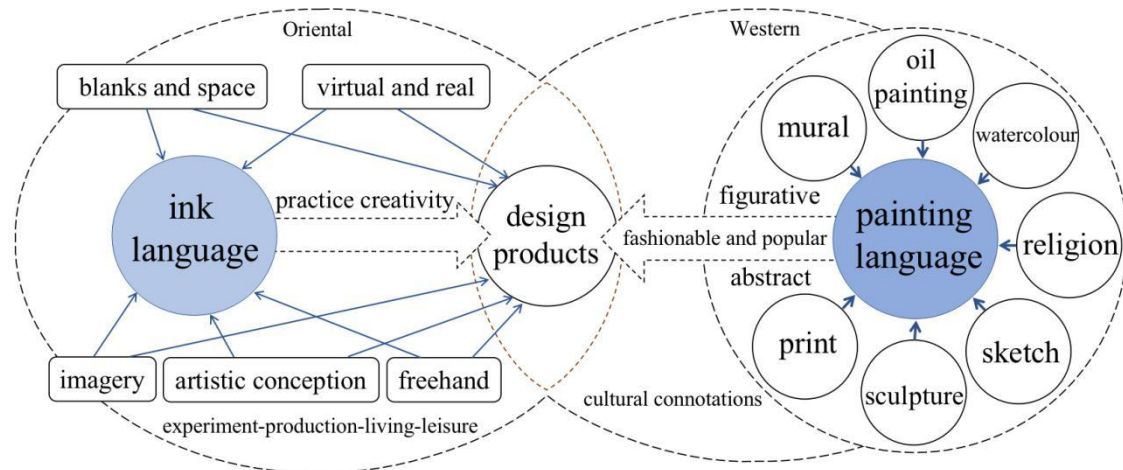 Oriental
Western
blanks and space
virtual and real
oil
painting
mural
watercolour
ink
language
practice creativity
design
products
figurative
fashionable and popular
abstract
painting
language
religion
print
sculpture
sketch
imagery
artistic conception
freehand
cultural connotations
experiment-production-living-leisure